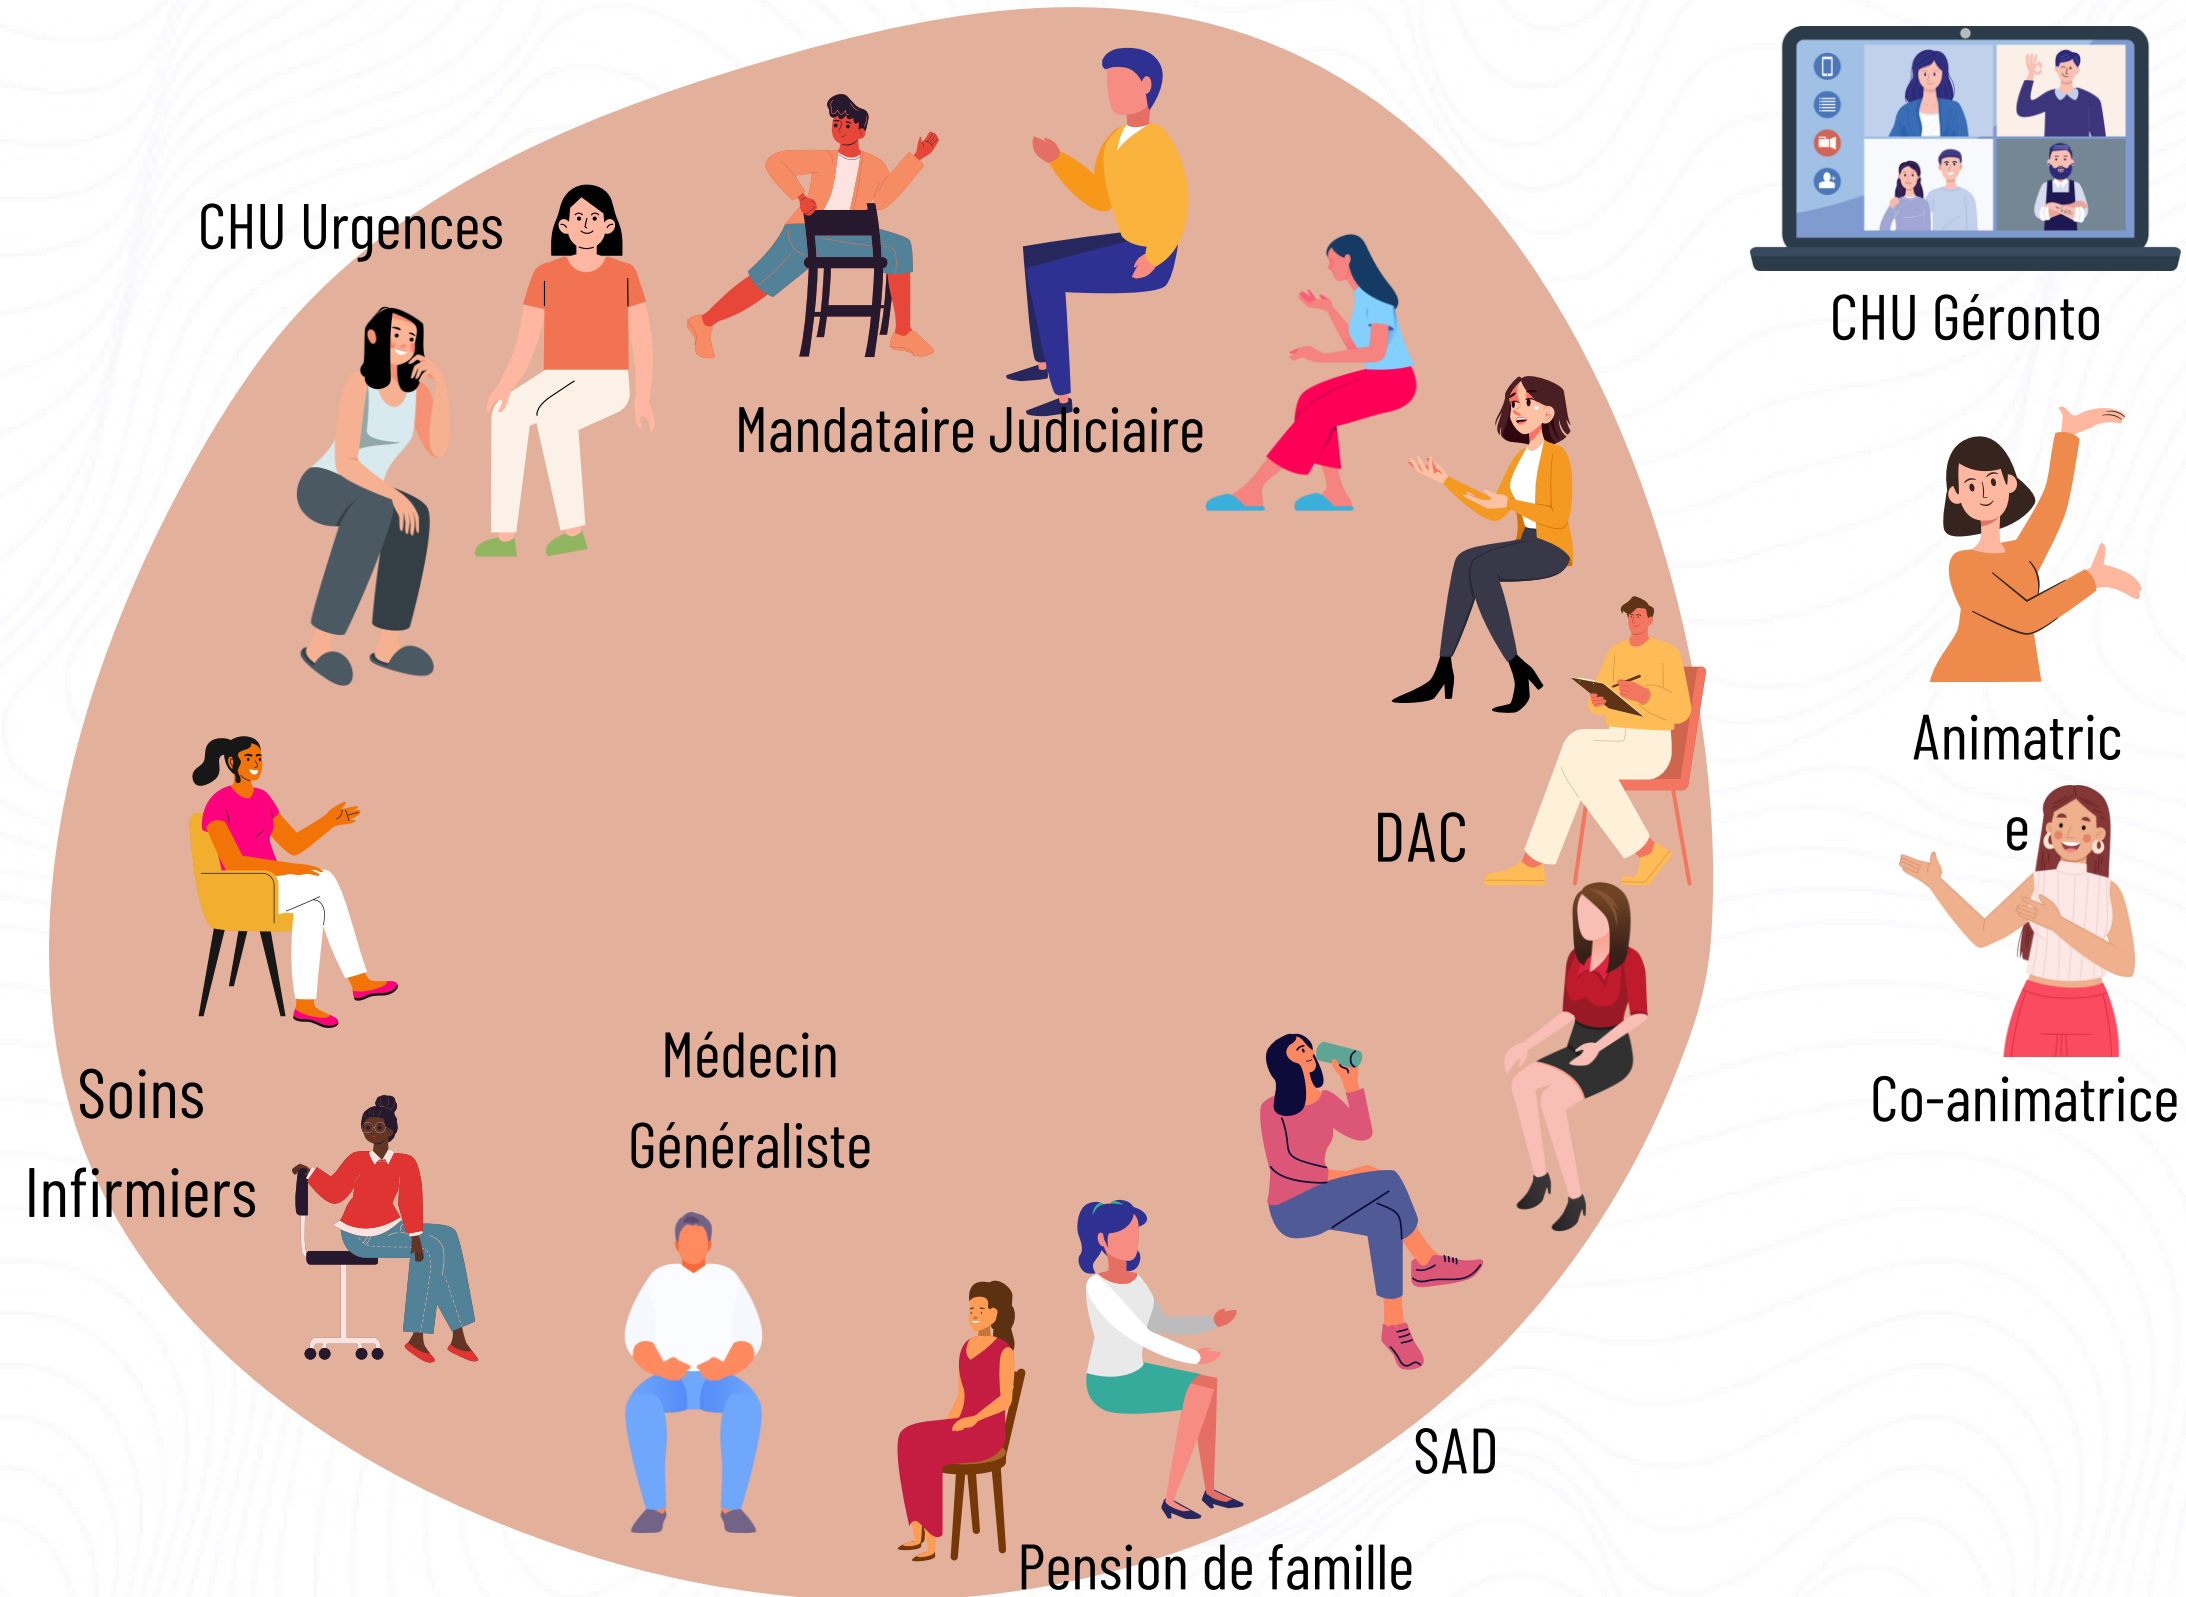 CHU Urgences
CHU Géronto
Mandataire Judiciaire
Animatric
e
DAC
Co-animatrice
Médecin
Généraliste
Soins
Infirmiers
SAD
Pension de famille